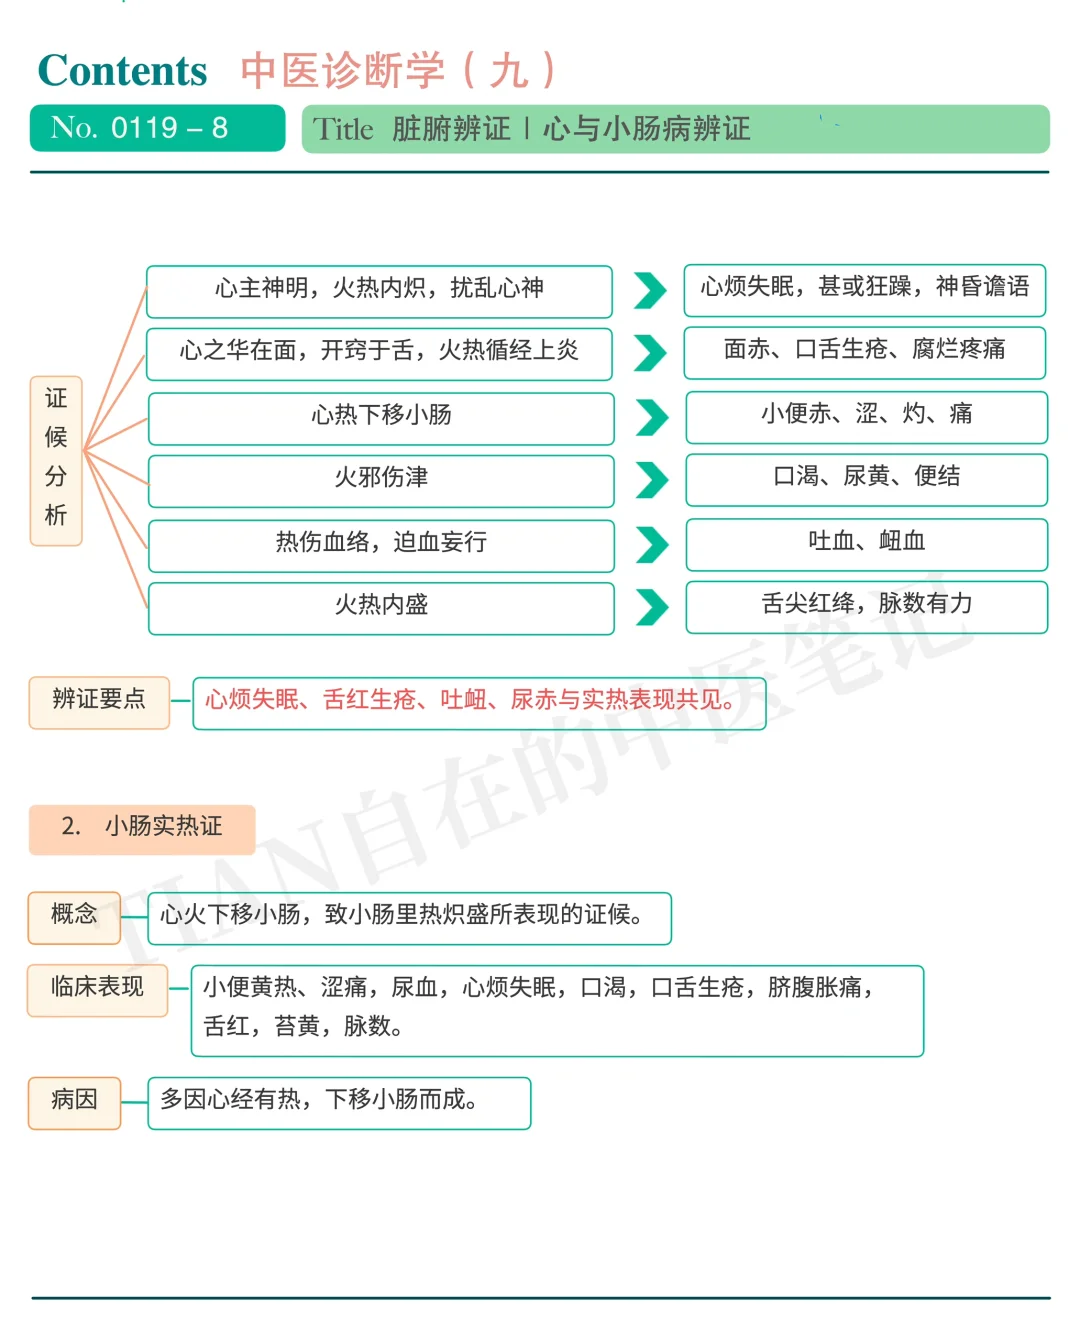 Contents 中医诊断学（九）
No. 0119 – 8
Title 脏腑辨证 | 心与小肠病辨证
证候分析
心主神明，火热内炽，扰乱心神
心烦失眠，甚或狂躁，神昏谵语
心之华在面，开窍于舌，火热循经上炎
面赤、口舌生疮、腐烂疼痛
心热下移小肠
小便赤、涩、灼、痛
火邪伤津
口渴、尿黄、便结
热伤血络，迫血妄行
吐血、衄血
火热内盛
舌尖红绛，脉数有力
辨证要点
心烦失眠、舌红生疮、吐衄、尿赤与实热表现共见。
2. 小肠实热证
概念
心火下移小肠，致小肠里热炽盛所表现的证候。
临床表现
小便黄热、涩痛，尿血，心烦失眠，口渴，口舌生疮，脐腹胀痛，
舌红，苔黄，脉数。
病因
多因心经有热，下移小肠而成。
TIAN自在的中医笔记